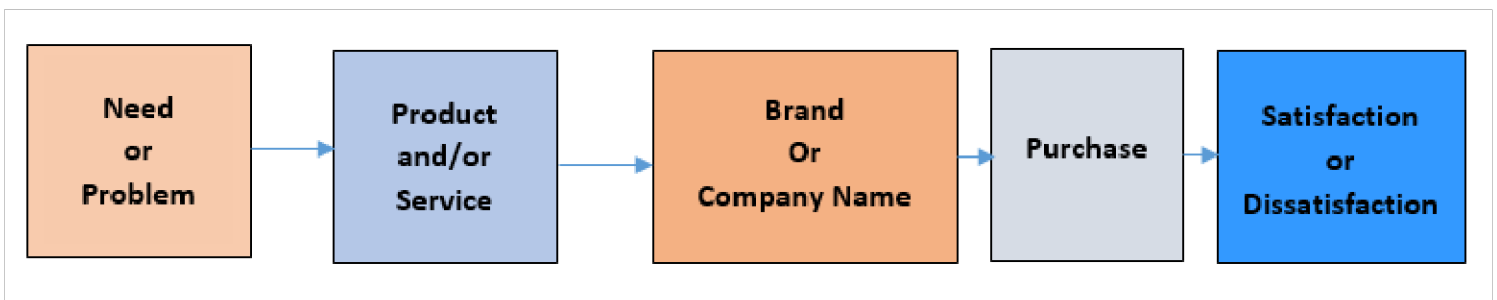 Need
or
Problem
Product
and/or
Service
Brand
Or
Company Name
Purchase
Satisfaction
or
Dissatisfaction